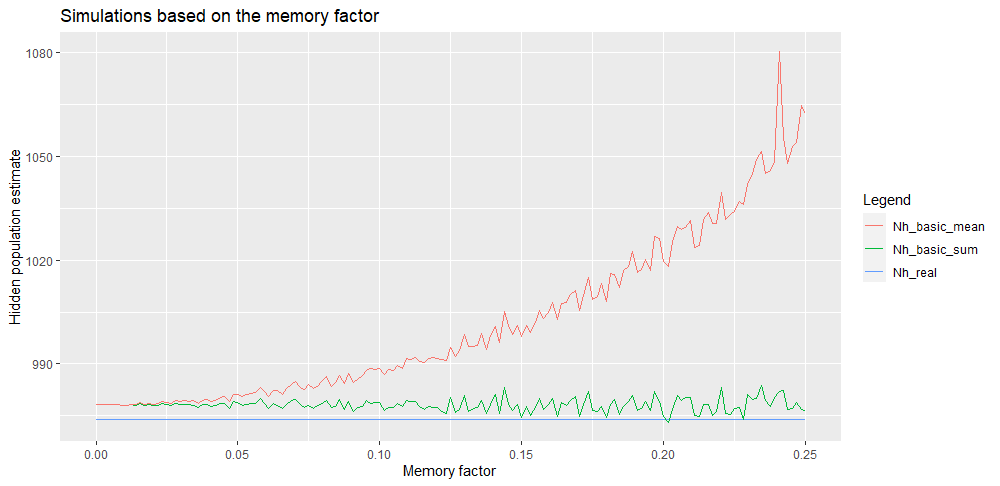 Simulations based on the memory factor
Hidden population estimate
1080
1050
1020
990
0.00
0.05
0.10
0.15
0.20
0.25
Memory factor
Legend
Nh_basic_mean
Nh_basic_sum
Nh_real